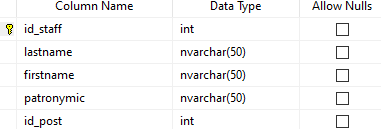 Column Name Data Type Allow Nulls
id_staff int
lastname nvarchar(50)
firstname nvarchar(50)
patronymic nvarchar(50)
id_post int